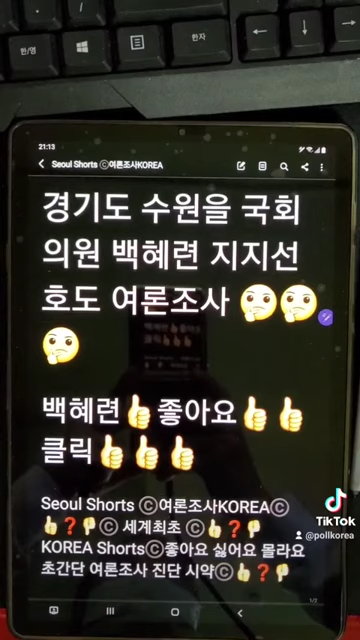 한/영
한자
21:13
Seoul Shorts ⓒ여론조사KOREA
경기도 수원을 국회
의원 백혜련 지지선
호도 여론조사 🤔🤔
🤔
백혜련👍좋아요👍👍
클릭👍👍👍
Seoul Shorts ⓒ여론조사KOREAⓒ
👍❓👎ⓒ 세계최초 ⓒ👍❓👎
KOREA Shortsⓒ좋아요 싫어요 몰라요
초간단 여론조사 진단 시약ⓒ👍❓👎
1/2
TikTok
@pollkorea